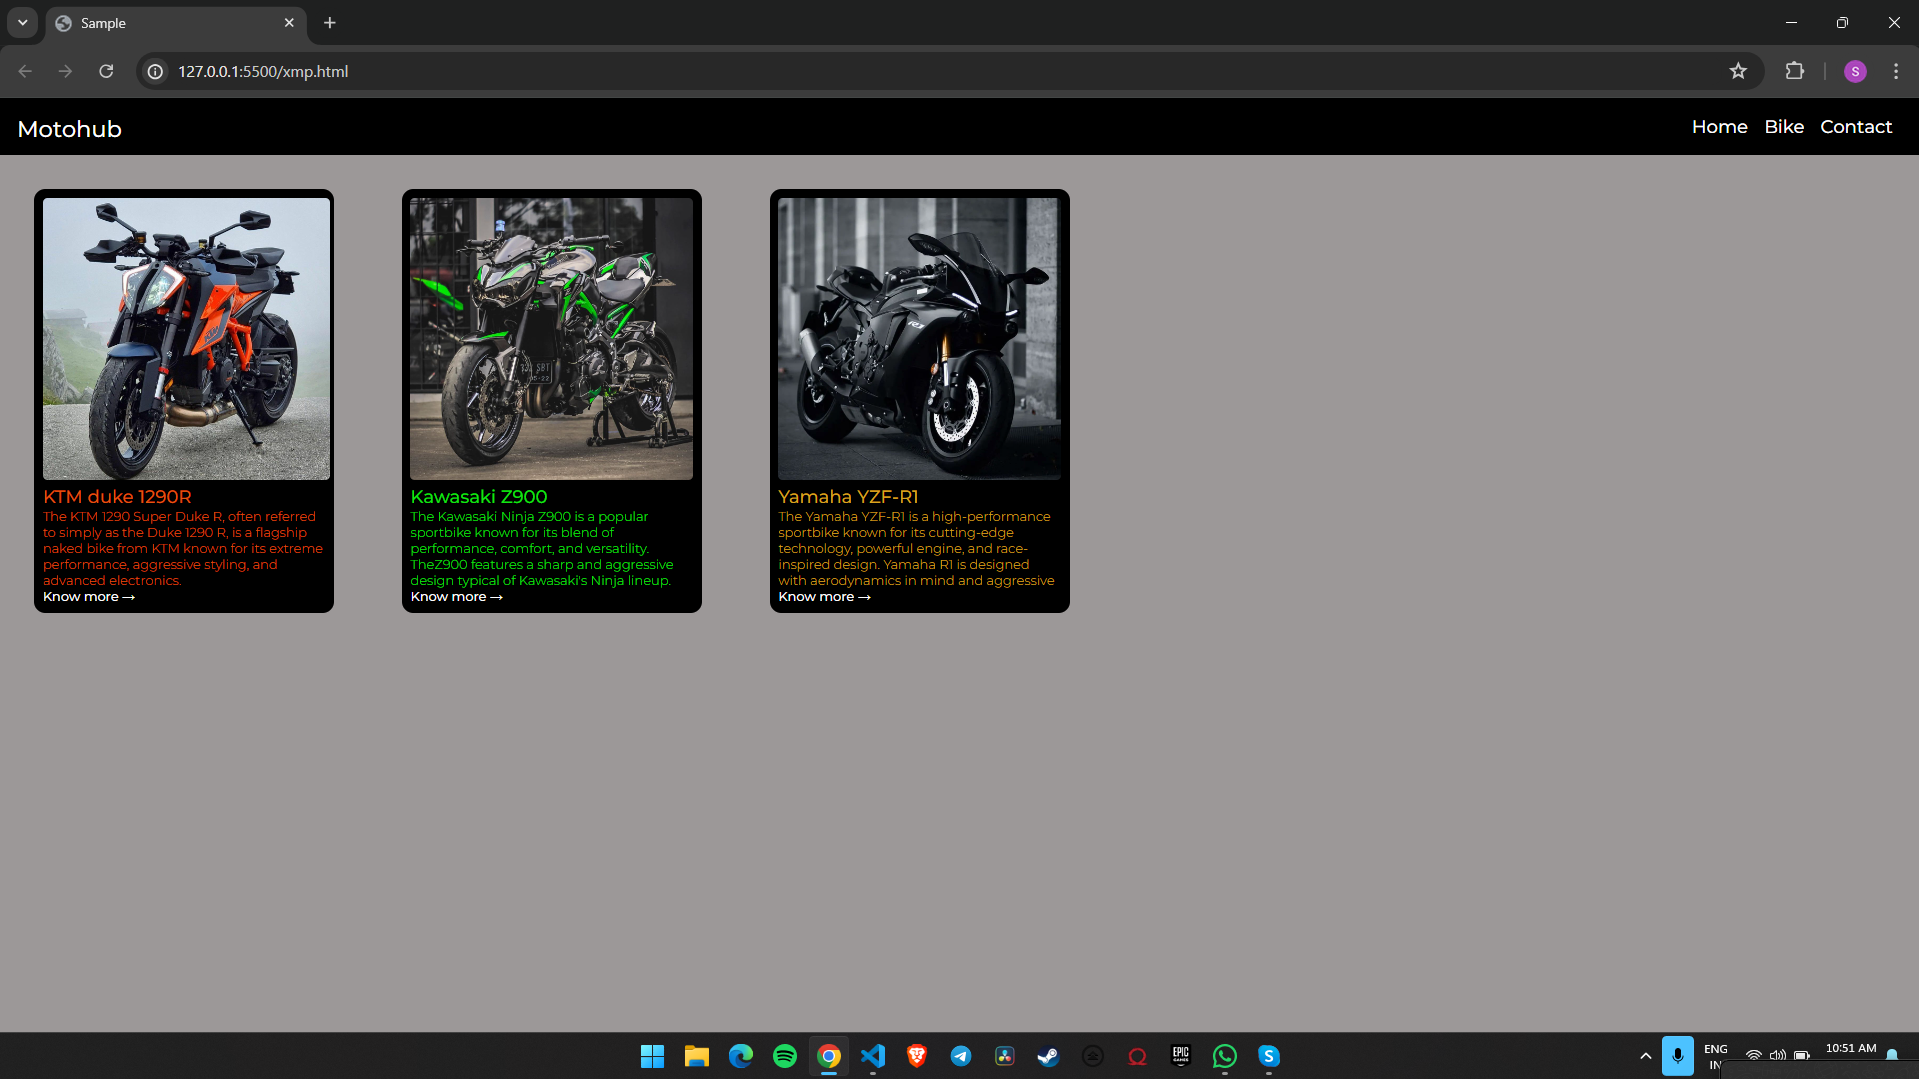 Sample
127.0.0.1:5500/xmp.html
S
Motohub
Home Bike Contact
KTM duke 1290R
The KTM 1290 Super Duke R, often referred
to simply as the Duke 1290 R, is a flagship
naked bike from KTM known for its extreme
performance, aggressive styling, and
advanced electronics.
Know more →
Kawasaki Z900
The Kawasaki Ninja Z900 is a popular
sportbike known for its blend of
performance, comfort, and versatility.
TheZ900 features a sharp and aggressive
design typical of Kawasaki's Ninja lineup.
Know more →
R1
Yamaha YZF-R1
The Yamaha YZF-R1 is a high-performance
sportbike known for its cutting-edge
technology, powerful engine, and race-
inspired design. Yamaha R1 is designed
with aerodynamics in mind and aggressive
Know more →
EPIC
GAMES
S
ENG
IN
10:51 AM